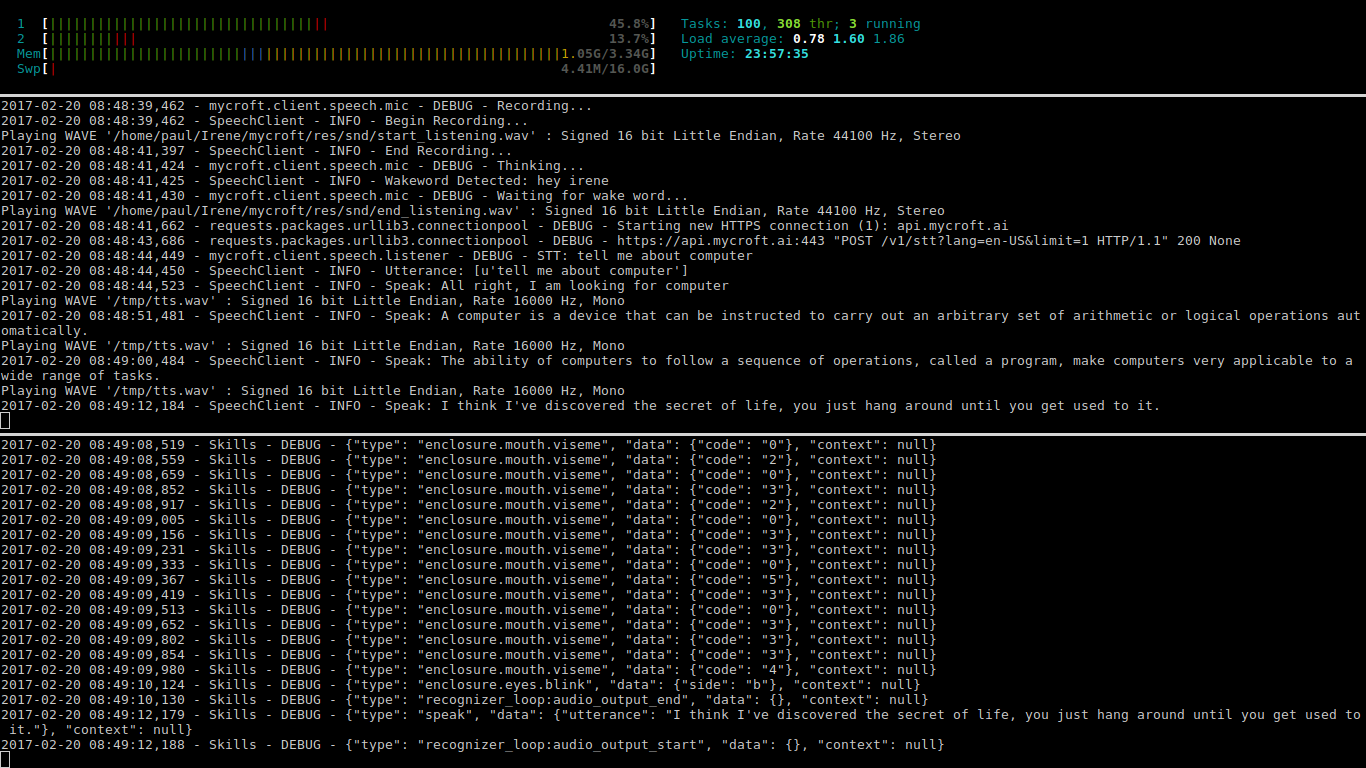 1 [||||||||||||||||||||||||||||||||||| 45.8%] Tasks: 100, 308 thr; 3 running
2 [||||||||||| 13.7%] Load average: 0.78 1.60 1.86
Mem[||||||||||||||||||||||||||||||||||||||||||||||||||||||||||||||||1.05G/3.34G] Uptime: 23:57:35
Swp[| 4.41M/16.0G]
2017-02-20 08:48:39,462 - mycroft.client.speech.mic - DEBUG - Recording...
2017-02-20 08:48:39,462 - SpeechClient - INFO - Begin Recording...
Playing WAVE '/home/paul/Irene/mycroft/res/snd/start_listening.wav' : Signed 16 bit Little Endian, Rate 44100 Hz, Stereo
2017-02-20 08:48:41,397 - SpeechClient - INFO - End Recording...
2017-02-20 08:48:41,424 - mycroft.client.speech.mic - DEBUG - Thinking...
2017-02-20 08:48:41,425 - SpeechClient - INFO - Wakeword Detected: hey irene
2017-02-20 08:48:41,430 - mycroft.client.speech.mic - DEBUG - Waiting for wake word...
Playing WAVE '/home/paul/Irene/mycroft/res/snd/end_listening.wav' : Signed 16 bit Little Endian, Rate 44100 Hz, Stereo
2017-02-20 08:48:41,662 - requests.packages.urllib3.connectionpool - DEBUG - Starting new HTTPS connection (1): api.mycroft.ai
2017-02-20 08:48:43,686 - requests.packages.urllib3.connectionpool - DEBUG - https://api.mycroft.ai:443 "POST /v1/stt?lang=en-US&limit=1 HTTP/1.1" 200 None
2017-02-20 08:48:44,449 - mycroft.client.speech.listener - DEBUG - STT: tell me about computer
2017-02-20 08:48:44,450 - SpeechClient - INFO - Utterance: [u'tell me about computer']
2017-02-20 08:48:44,523 - SpeechClient - INFO - Speak: All right, I am looking for computer
Playing WAVE '/tmp/tts.wav' : Signed 16 bit Little Endian, Rate 16000 Hz, Mono
2017-02-20 08:48:51,481 - SpeechClient - INFO - Speak: A computer is a device that can be instructed to carry out an arbitrary set of arithmetic or logical operations aut
omatically.
Playing WAVE '/tmp/tts.wav' : Signed 16 bit Little Endian, Rate 16000 Hz, Mono
2017-02-20 08:49:00,484 - SpeechClient - INFO - Speak: The ability of computers to follow a sequence of operations, called a program, make computers very applicable to a
wide range of tasks.
Playing WAVE '/tmp/tts.wav' : Signed 16 bit Little Endian, Rate 16000 Hz, Mono
2017-02-20 08:49:12,184 - SpeechClient - INFO - Speak: I think I've discovered the secret of life, you just hang around until you get used to it.
2017-02-20 08:49:08,519 - Skills - DEBUG - {"type": "enclosure.mouth.viseme", "data": {"code": "0"}, "context": null}
2017-02-20 08:49:08,559 - Skills - DEBUG - {"type": "enclosure.mouth.viseme", "data": {"code": "2"}, "context": null}
2017-02-20 08:49:08,659 - Skills - DEBUG - {"type": "enclosure.mouth.viseme", "data": {"code": "0"}, "context": null}
2017-02-20 08:49:08,852 - Skills - DEBUG - {"type": "enclosure.mouth.viseme", "data": {"code": "3"}, "context": null}
2017-02-20 08:49:08,917 - Skills - DEBUG - {"type": "enclosure.mouth.viseme", "data": {"code": "2"}, "context": null}
2017-02-20 08:49:09,005 - Skills - DEBUG - {"type": "enclosure.mouth.viseme", "data": {"code": "0"}, "context": null}
2017-02-20 08:49:09,156 - Skills - DEBUG - {"type": "enclosure.mouth.viseme", "data": {"code": "3"}, "context": null}
2017-02-20 08:49:09,231 - Skills - DEBUG - {"type": "enclosure.mouth.viseme", "data": {"code": "3"}, "context": null}
2017-02-20 08:49:09,333 - Skills - DEBUG - {"type": "enclosure.mouth.viseme", "data": {"code": "0"}, "context": null}
2017-02-20 08:49:09,367 - Skills - DEBUG - {"type": "enclosure.mouth.viseme", "data": {"code": "5"}, "context": null}
2017-02-20 08:49:09,419 - Skills - DEBUG - {"type": "enclosure.mouth.viseme", "data": {"code": "3"}, "context": null}
2017-02-20 08:49:09,513 - Skills - DEBUG - {"type": "enclosure.mouth.viseme", "data": {"code": "0"}, "context": null}
2017-02-20 08:49:09,652 - Skills - DEBUG - {"type": "enclosure.mouth.viseme", "data": {"code": "3"}, "context": null}
2017-02-20 08:49:09,802 - Skills - DEBUG - {"type": "enclosure.mouth.viseme", "data": {"code": "3"}, "context": null}
2017-02-20 08:49:09,854 - Skills - DEBUG - {"type": "enclosure.mouth.viseme", "data": {"code": "3"}, "context": null}
2017-02-20 08:49:09,980 - Skills - DEBUG - {"type": "enclosure.mouth.viseme", "data": {"code": "4"}, "context": null}
2017-02-20 08:49:10,124 - Skills - DEBUG - {"type": "enclosure.eyes.blink", "data": {"side": "b"}, "context": null}
2017-02-20 08:49:10,130 - Skills - DEBUG - {"type": "recognizer_loop:audio_output_end", "data": {}, "context": null}
2017-02-20 08:49:12,179 - Skills - DEBUG - {"type": "speak", "data": {"utterance": "I think I've discovered the secret of life, you just hang around until you get used to
it."}, "context": null}
2017-02-20 08:49:12,188 - Skills - DEBUG - {"type": "recognizer_loop:audio_output_start", "data": {}, "context": null}